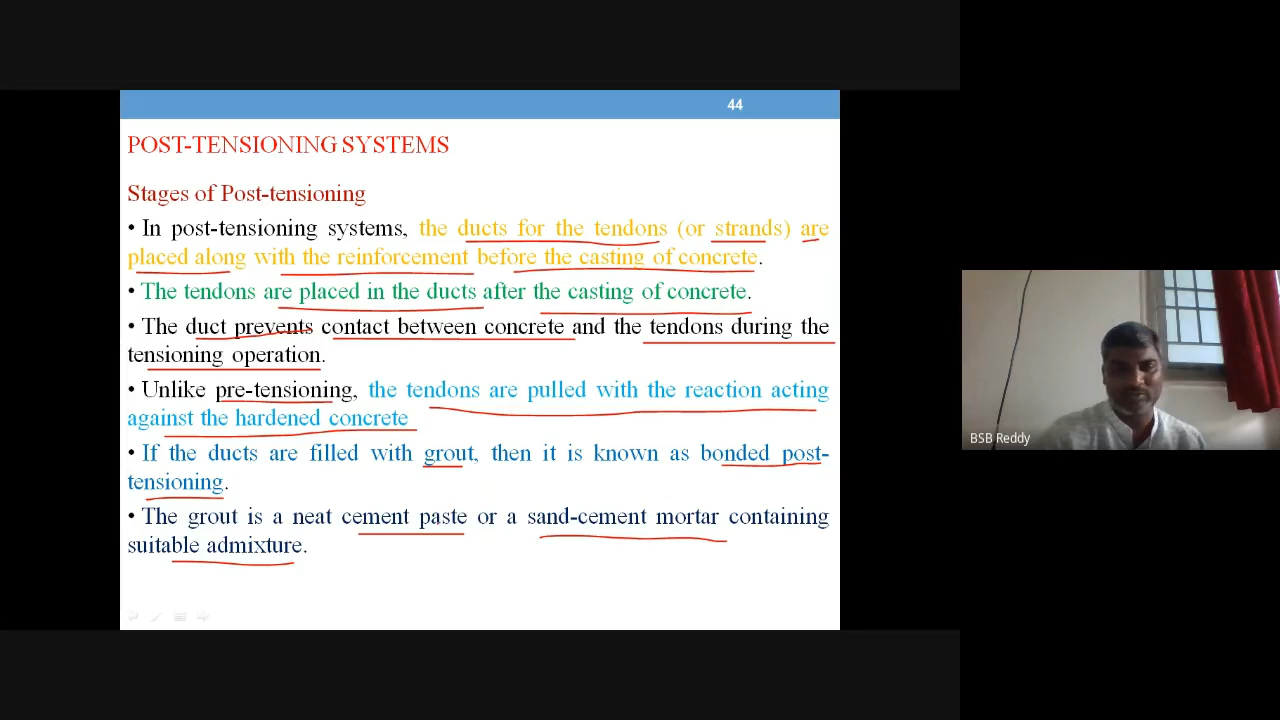 44
POST-TENSIONING SYSTEMS
Stages of Post-tensioning
• In post-tensioning systems, the ducts for the tendons (or strands) are
placed along with the reinforcement before the casting of concrete.
• The tendons are placed in the ducts after the casting of concrete.
• The duct prevents contact between concrete and the tendons during the
tensioning operation.
• Unlike pre-tensioning, the tendons are pulled with the reaction acting
against the hardened concrete
• If the ducts are filled with grout, then it is known as bonded post-
tensioning.
• The grout is a neat cement paste or a sand-cement mortar containing
suitable admixture.
BSB Reddy